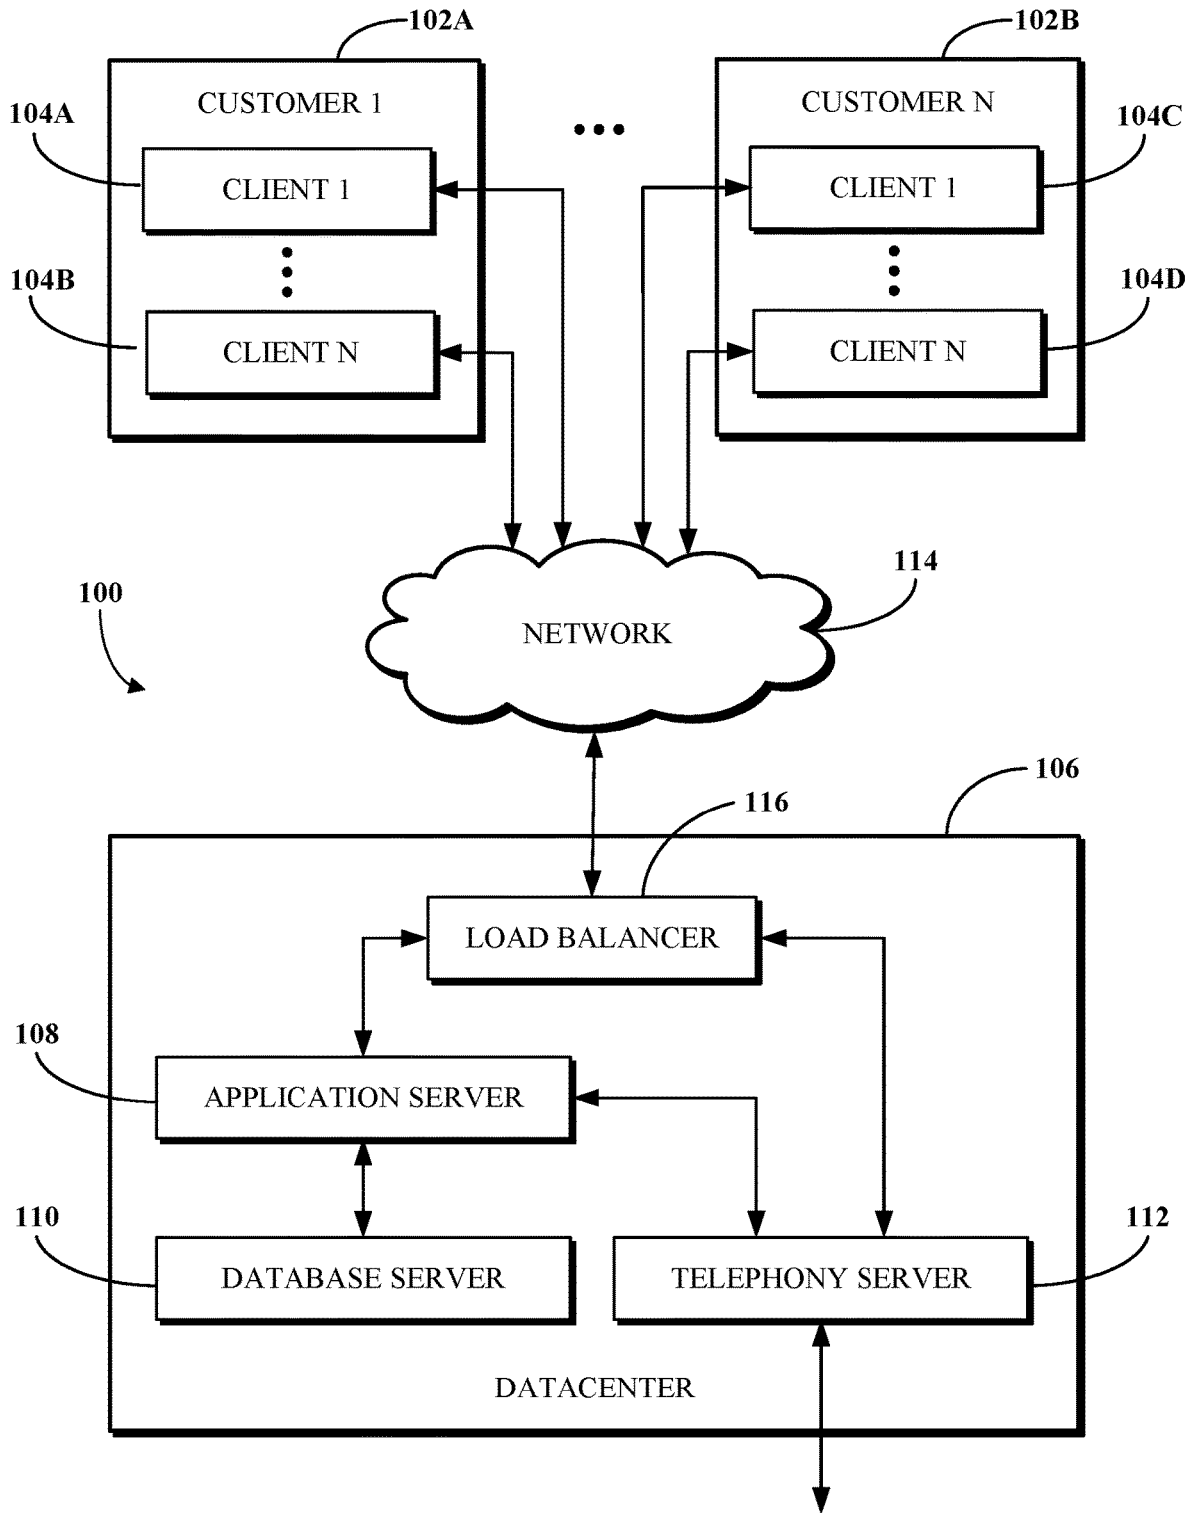 102A
102B
CUSTOMER 1
CUSTOMER N
104A
104C
CLIENT 1
CLIENT 1
104B
104D
CLIENT N
CLIENT N
114
100
NETWORK
106
116
LOAD BALANCER
108
APPLICATION SERVER
110
112
DATABASE SERVER
TELEPHONY SERVER
DATACENTER